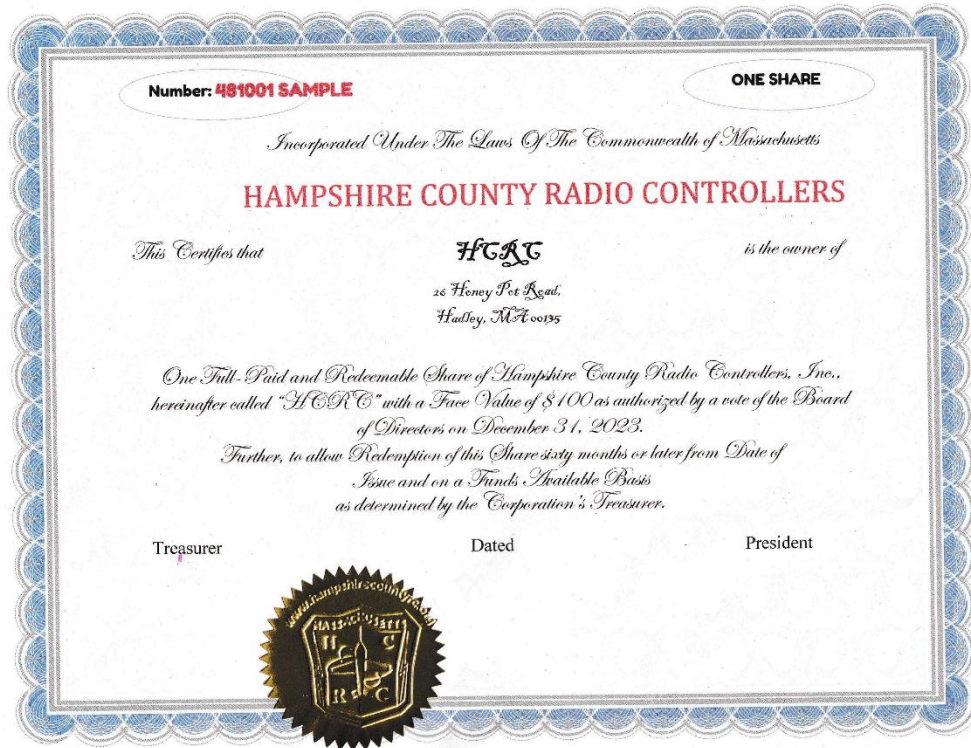 Number: 481001 SAMPLE
ONE SHARE
Incorporated Under The Laws Of The Commonwealth of Massachusetts
HAMPSHIRE COUNTY RADIO CONTROLLERS
This Certifies that HCRC is the owner of
26 Honey Pot Road,
Hadley, MA 00135
One Full-Paid and Redeemable Share of Hampshire County Radio Controllers, Inc.,
hereinafter called "HCRC" with a Face Value of $100 as authorized by a vote of the Board
of Directors on December 31, 2023.
Further, to allow Redemption of this Share sixty months or later from Date of
Issue and on a Funds Available Basis
as determined by the Corporation's Treasurer.
Treasurer Dated President
MASSACHUSETTS
H C
R C